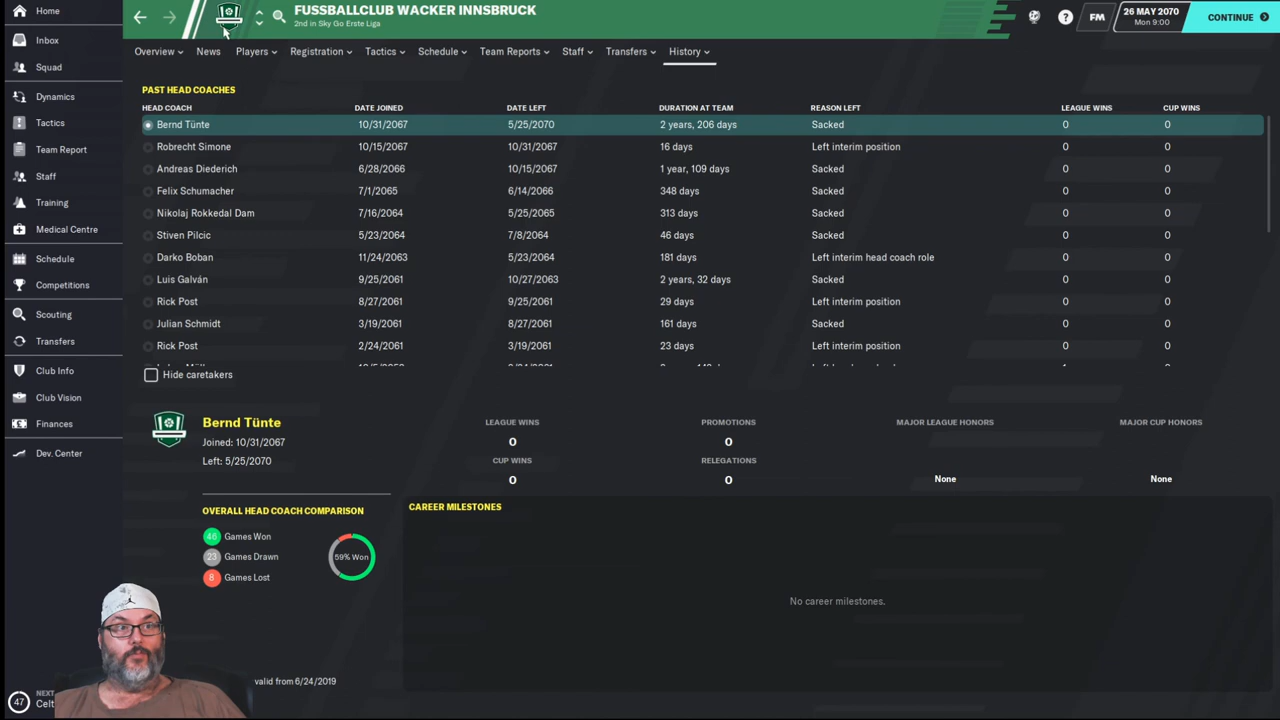 Home
FUSSBALLCLUB WACKER INNSBRUCK
2nd in Sky Go Erste Liga
FM
26 MAY 2070
Mon 9:00
CONTINUE
Inbox
Squad
Dynamics
Tactics
Team Report
Staff
Training
Medical Centre
Schedule
Competitions
Scouting
Transfers
Club Info
Club Vision
Finances
Dev. Center
47
NEXT
Celt
Overview News Players Registration Tactics Schedule Team Reports Staff Transfers History
PAST HEAD COACHES
HEAD COACH DATE JOINED DATE LEFT DURATION AT TEAM REASON LEFT LEAGUE WINS CUP WINS
Bernd Tünte 10/31/2067 5/25/2070 2 years, 206 days Sacked 0 0
Robrecht Simone 10/15/2067 10/31/2067 16 days Left interim position 0 0
Andreas Diederich 6/28/2066 10/15/2067 1 year, 109 days Sacked 0 0
Felix Schumacher 7/1/2065 6/14/2066 348 days Sacked 0 0
Nikolaj Rokkedal Dam 7/16/2064 5/25/2065 313 days Sacked 0 0
Stiven Pilcic 5/23/2064 7/8/2064 46 days Sacked 0 0
Darko Boban 11/24/2063 5/23/2064 181 days Left interim head coach role 0 0
Luis Galván 9/25/2061 10/27/2063 2 years, 32 days Sacked 0 0
Rick Post 8/27/2061 9/25/2061 29 days Left interim position 0 0
Julian Schmidt 3/19/2061 8/27/2061 161 days Sacked 0 0
Rick Post 2/24/2061 3/19/2061 23 days Left interim position 0 0
Hide caretakers
Bernd Tünte
Joined: 10/31/2067
Left: 5/25/2070
LEAGUE WINS PROMOTIONS MAJOR LEAGUE HONORS MAJOR CUP HONORS
0 0
CUP WINS RELEGATIONS
0 0 None None
OVERALL HEAD COACH COMPARISON
46 Games Won
23 Games Drawn
8 Games Lost
59% Won
CAREER MILESTONES
No career milestones.
valid from 6/24/2019